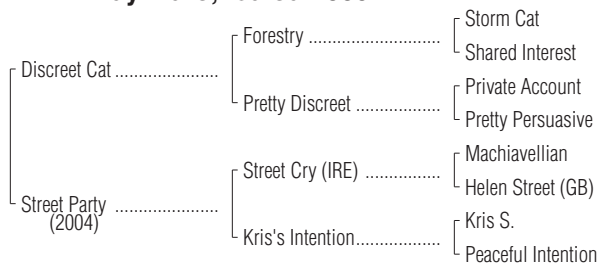 Storm Cat
Forestry
Shared Interest
Discreet Cat
Private Account
Pretty Discreet
Pretty Persuasive
Machiavellian
Street Cry (IRE)
Helen Street (GB)
Street Party
(2004)
Kris S.
Kris's Intention
Peaceful Intention